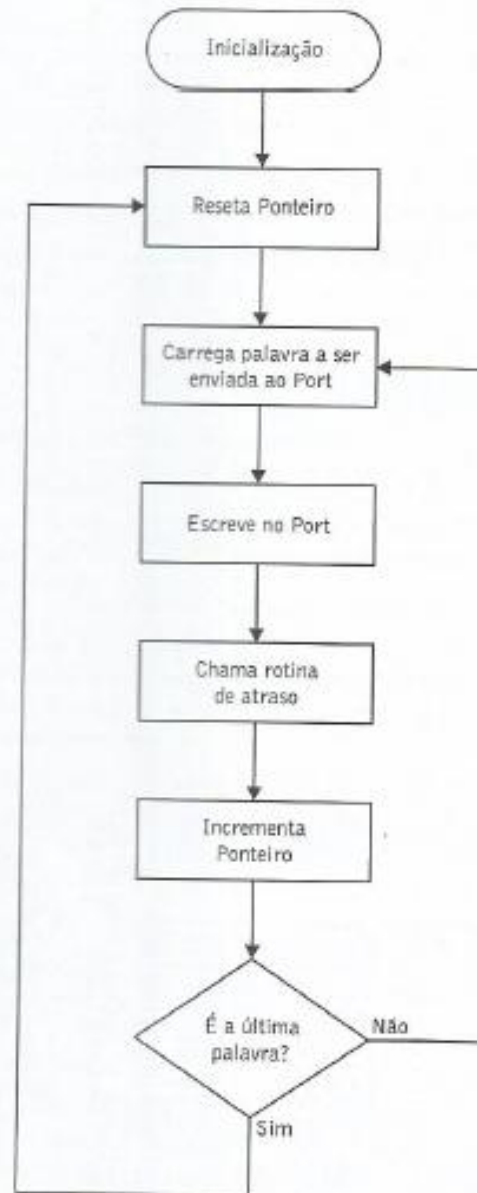 Inicialização
Reseta Ponteiro
Carrega palavra a ser
enviada ao Port
Escreve no Port
Chama rotina
de atraso
Incrementa
Ponteiro
É a última
palavra?
Não
Sim